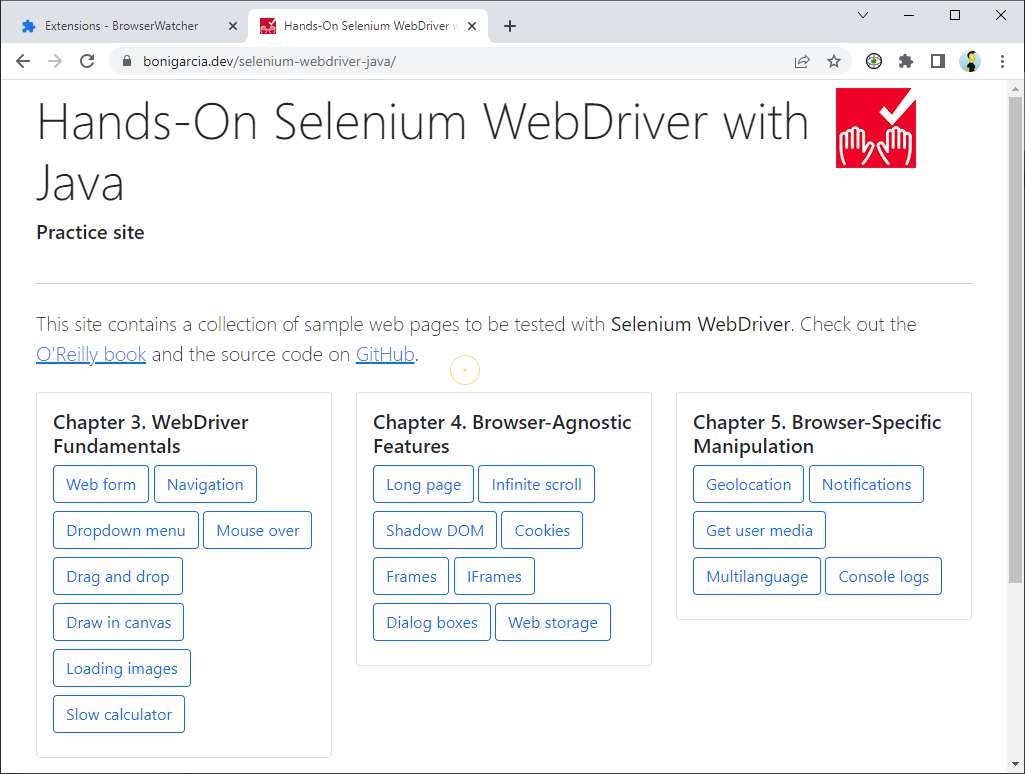 Extensions - BrowserWatcher
Hands-On Selenium WebDriver w
bonigarcia.dev/selenium-webdriver-java/
Hands-On Selenium WebDriver with
Java
Practice site
This site contains a collection of sample web pages to be tested with Selenium WebDriver. Check out the
O'Reilly book and the source code on GitHub.
Chapter 3. WebDriver
Fundamentals
Web form Navigation
Dropdown menu Mouse over
Drag and drop
Draw in canvas
Loading images
Slow calculator
Chapter 4. Browser-Agnostic
Features
Long page Infinite scroll
Shadow DOM Cookies
Frames IFrames
Dialog boxes Web storage
Chapter 5. Browser-Specific
Manipulation
Geolocation Notifications
Get user media
Multilanguage Console logs